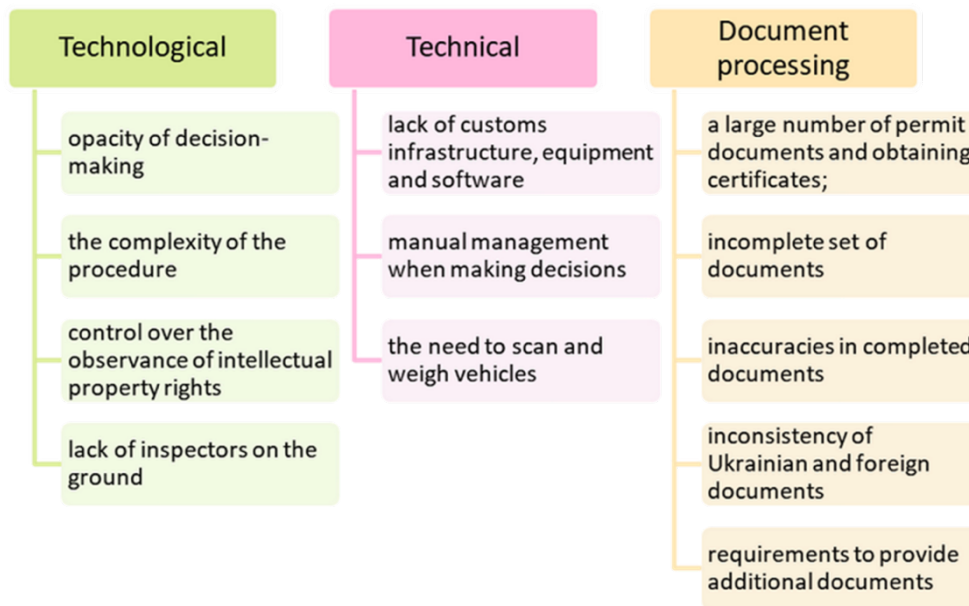 Technological
opacity of decision-
making
the complexity of the
procedure
control over the
observance of intellectual
property rights
lack of inspectors on the
ground
Technical
lack of customs
infrastructure, equipment
and software
manual management
when making decisions
the need to scan and
weigh vehicles
Document
processing
a large number of permit
documents and obtaining
certificates;
incomplete set of
documents
inaccuracies in completed
documents
inconsistency of
Ukrainian and foreign
documents
requirements to provide
additional documents